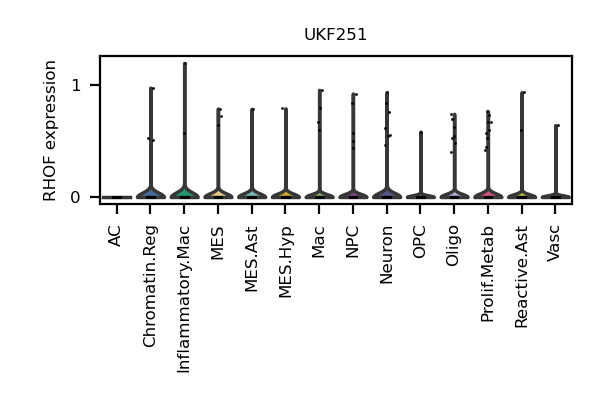 UKF251
RHOF expression
1
0
AC
Chromatin.Reg
Inflammatory.Mac
MES
MES.Ast
MES.Hyp
Mac
NPC
Neuron
OPC
Oligo
Prolif.Metab
Reactive.Ast
Vasc